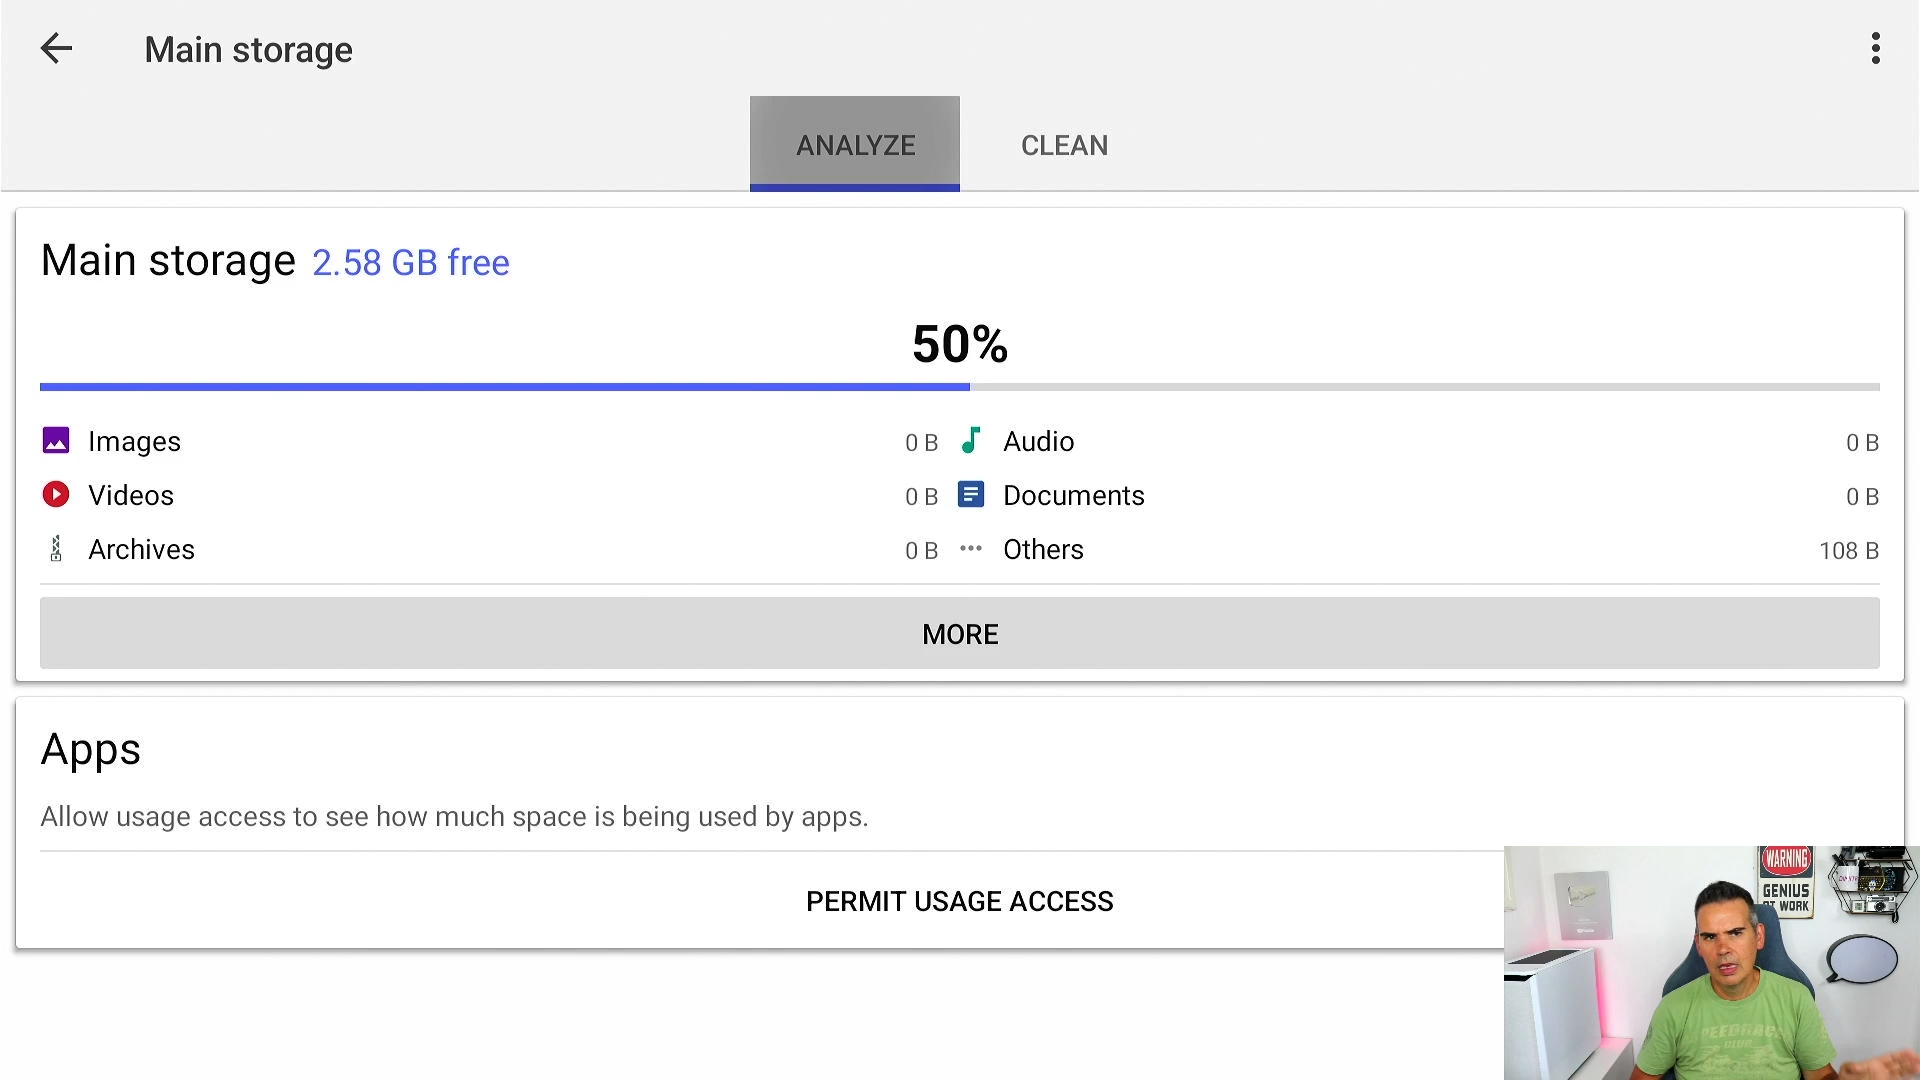 Main storage
ANALYZE
CLEAN
Main storage 2.58 GB free
50%
Images 0 B
Audio 0 B
Videos 0 B
Documents 0 B
Archives 0 B
Others 108 B
MORE
Apps
Allow usage access to see how much space is being used by apps.
PERMIT USAGE ACCESS
WARNING
GENIUS
AT WORK